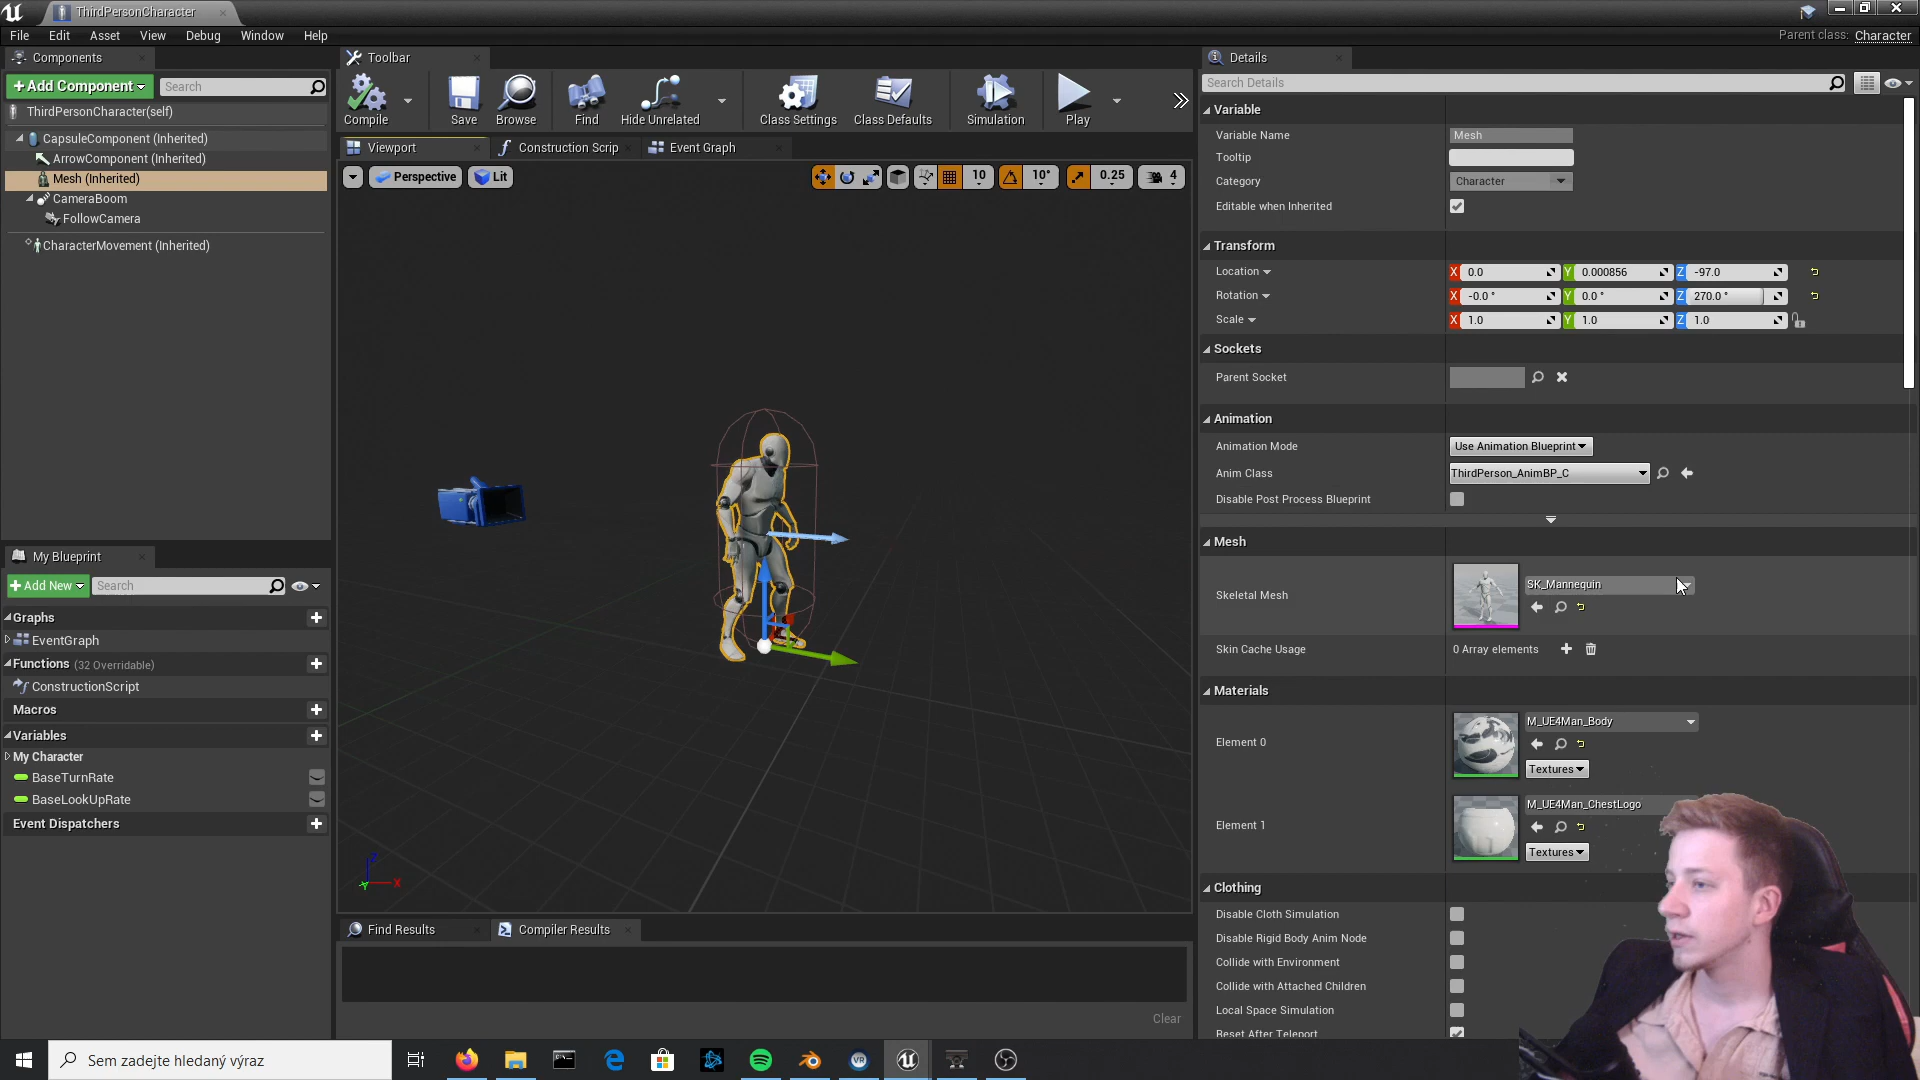 ThirdPersonCharacter
File Edit Asset View Debug Window Help
Parent class: Character
Components
Add Component
Search
ThirdPersonCharacter(self)
CapsuleComponent (Inherited)
ArrowComponent (Inherited)
Mesh (Inherited)
CameraBoom
FollowCamera
CharacterMovement (Inherited)
My Blueprint
Add New
Search
Graphs
EventGraph
Functions (32 Overridable)
ConstructionScript
Macros
Variables
My Character
BaseTurnRate
BaseLookUpRate
Event Dispatchers
Toolbar
Compile Save Browse Find Hide Unrelated Class Settings Class Defaults Simulation Play
Viewport Construction Scrip Event Graph
Perspective Lit 10 10° 0.25 4
Z
X
Y
Find Results Compiler Results
Clear
Details
Search Details
Variable
Variable Name Mesh
Tooltip
Category Character
Editable when Inherited
Transform
Location X 0.0 Y 0.000856 Z -97.0
Rotation X -0.0 ° Y 0.0 ° Z 270.0 °
Scale X 1.0 Y 1.0 Z 1.0
Sockets
Parent Socket
Animation
Animation Mode Use Animation Blueprint
Anim Class ThirdPerson_AnimBP_C
Disable Post Process Blueprint
Mesh
Skeletal Mesh SK_Mannequin
Skin Cache Usage 0 Array elements
Materials
Element 0 M_UE4Man_Body
Textures
Element 1 M_UE4Man_ChestLogo
Textures
Clothing
Disable Cloth Simulation
Disable Rigid Body Anim Node
Collide with Environment
Collide with Attached Children
Local Space Simulation
Reset After Teleport
Sem zadejte hledaný výraz
VR